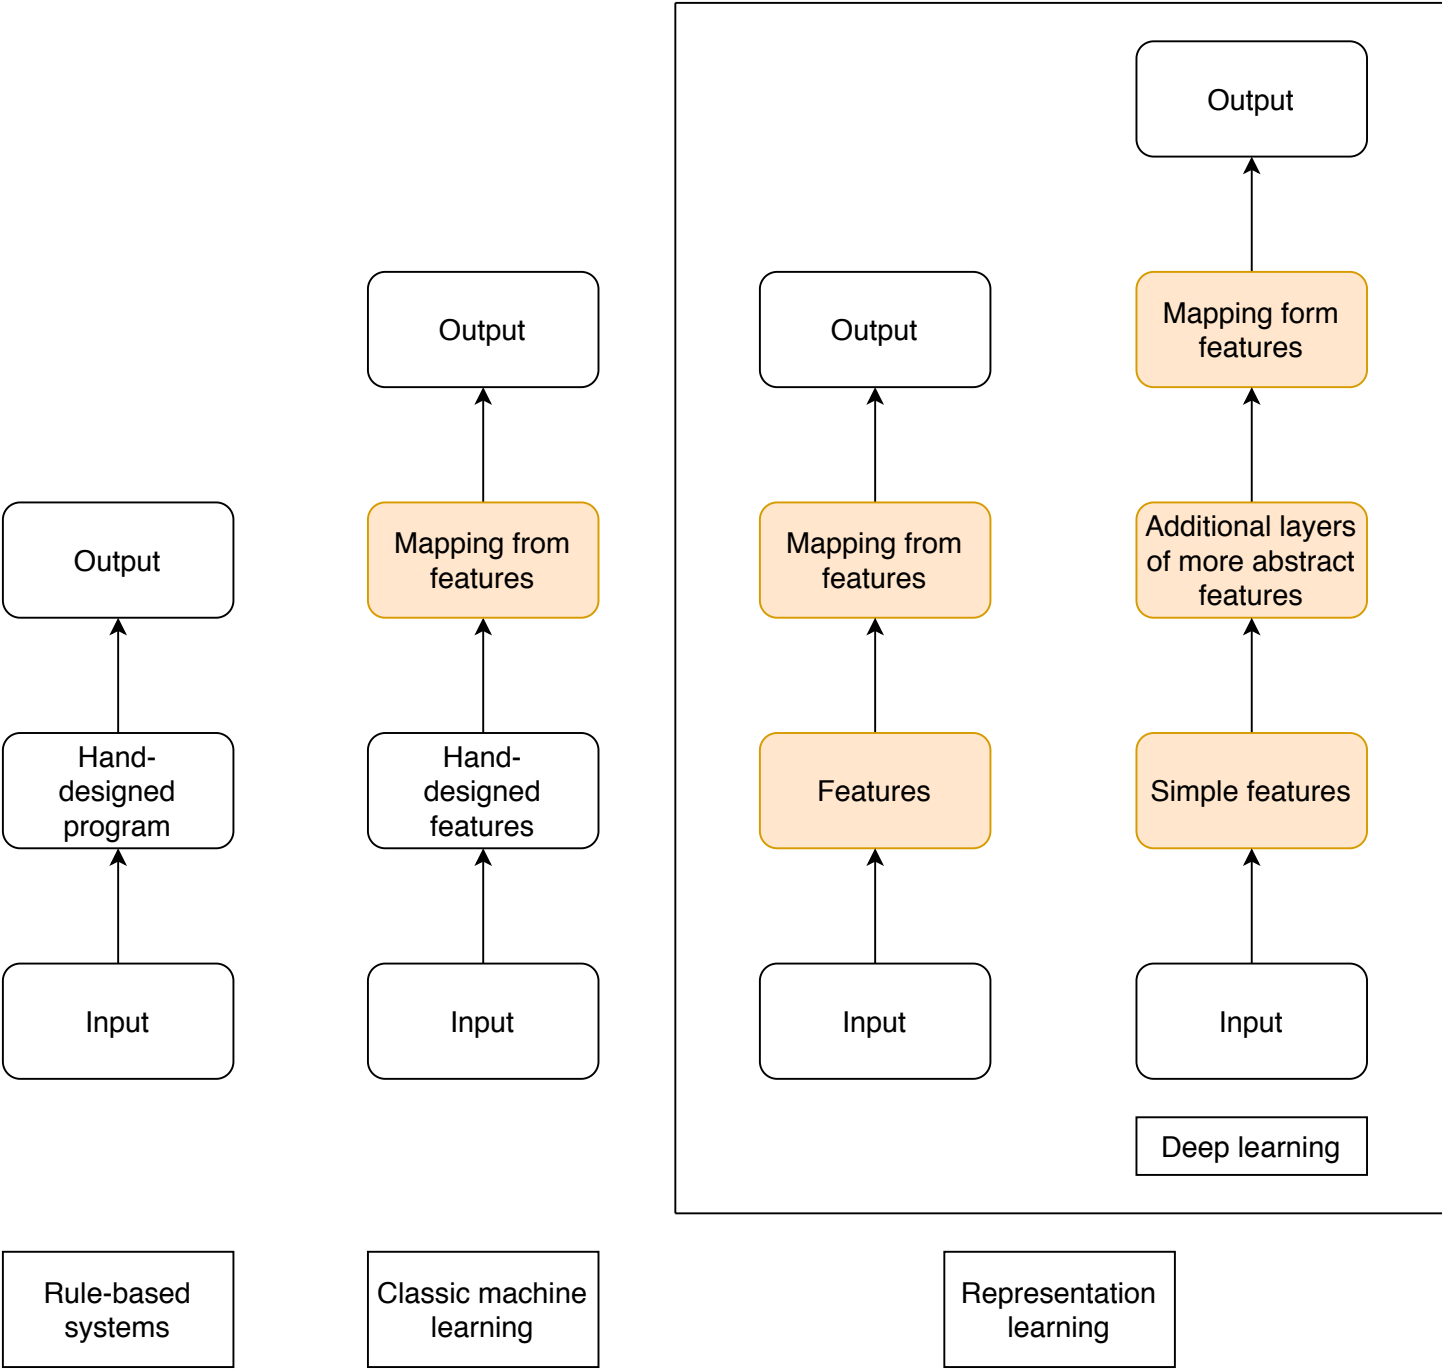 Output
Output
Output
Mapping form
features
Output
Mapping from
features
Mapping from
features
Additional layers
of more abstract
features
Hand-
designed
program
Hand-
designed
features
Features
Simple features
Input
Input
Input
Input
Deep learning
Rule-based
systems
Classic machine
learning
Representation
learning